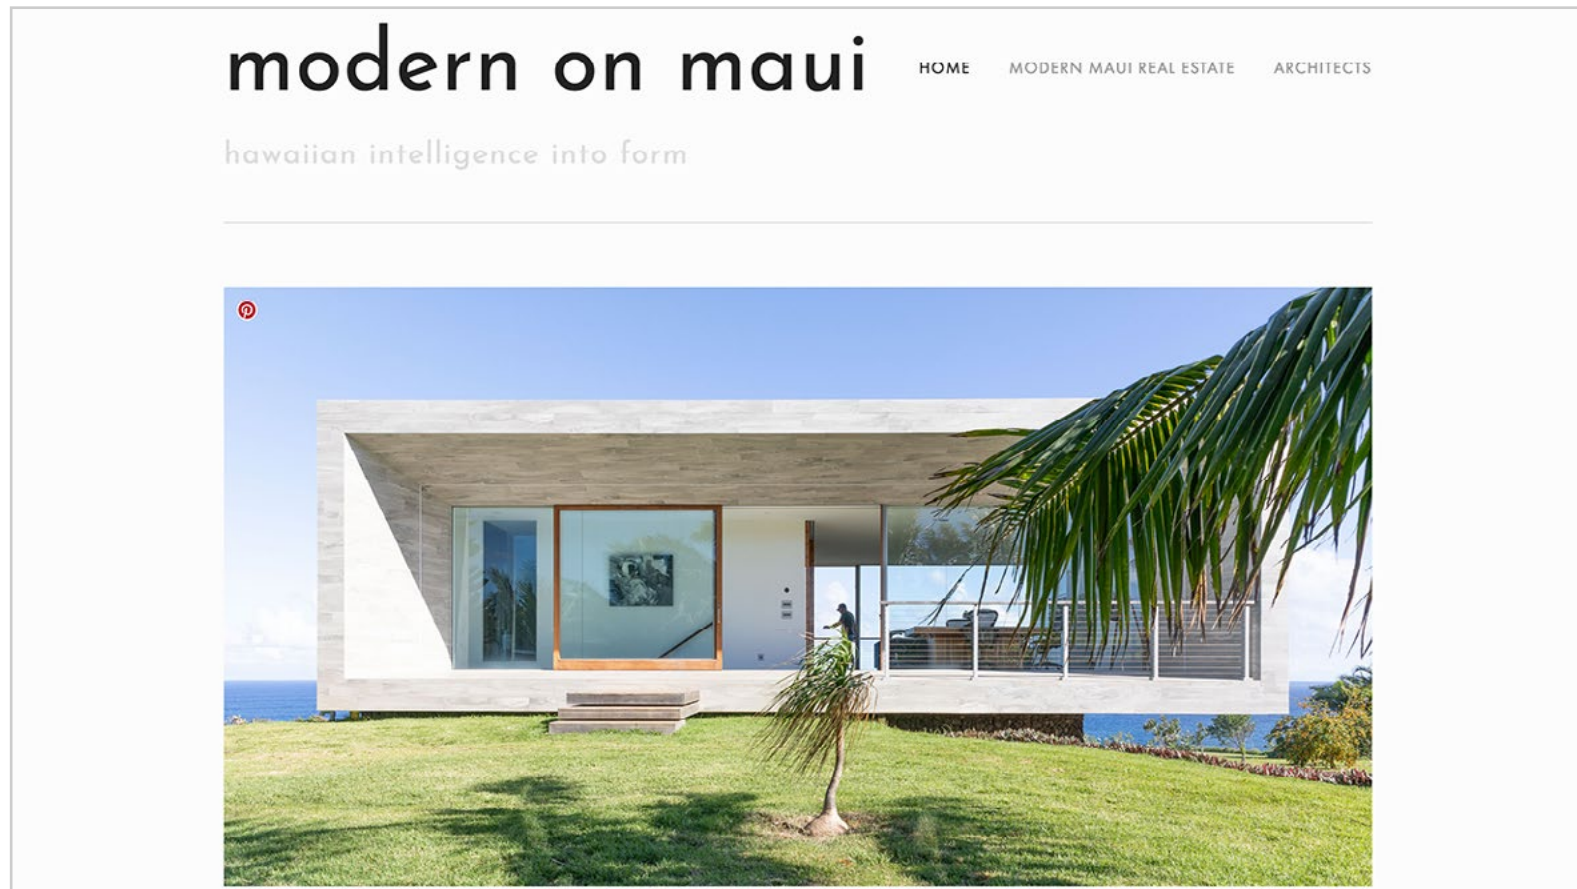 modern on maui
HOME MODERN MAUI REAL ESTATE ARCHITECTS
hawaiian intelligence into form